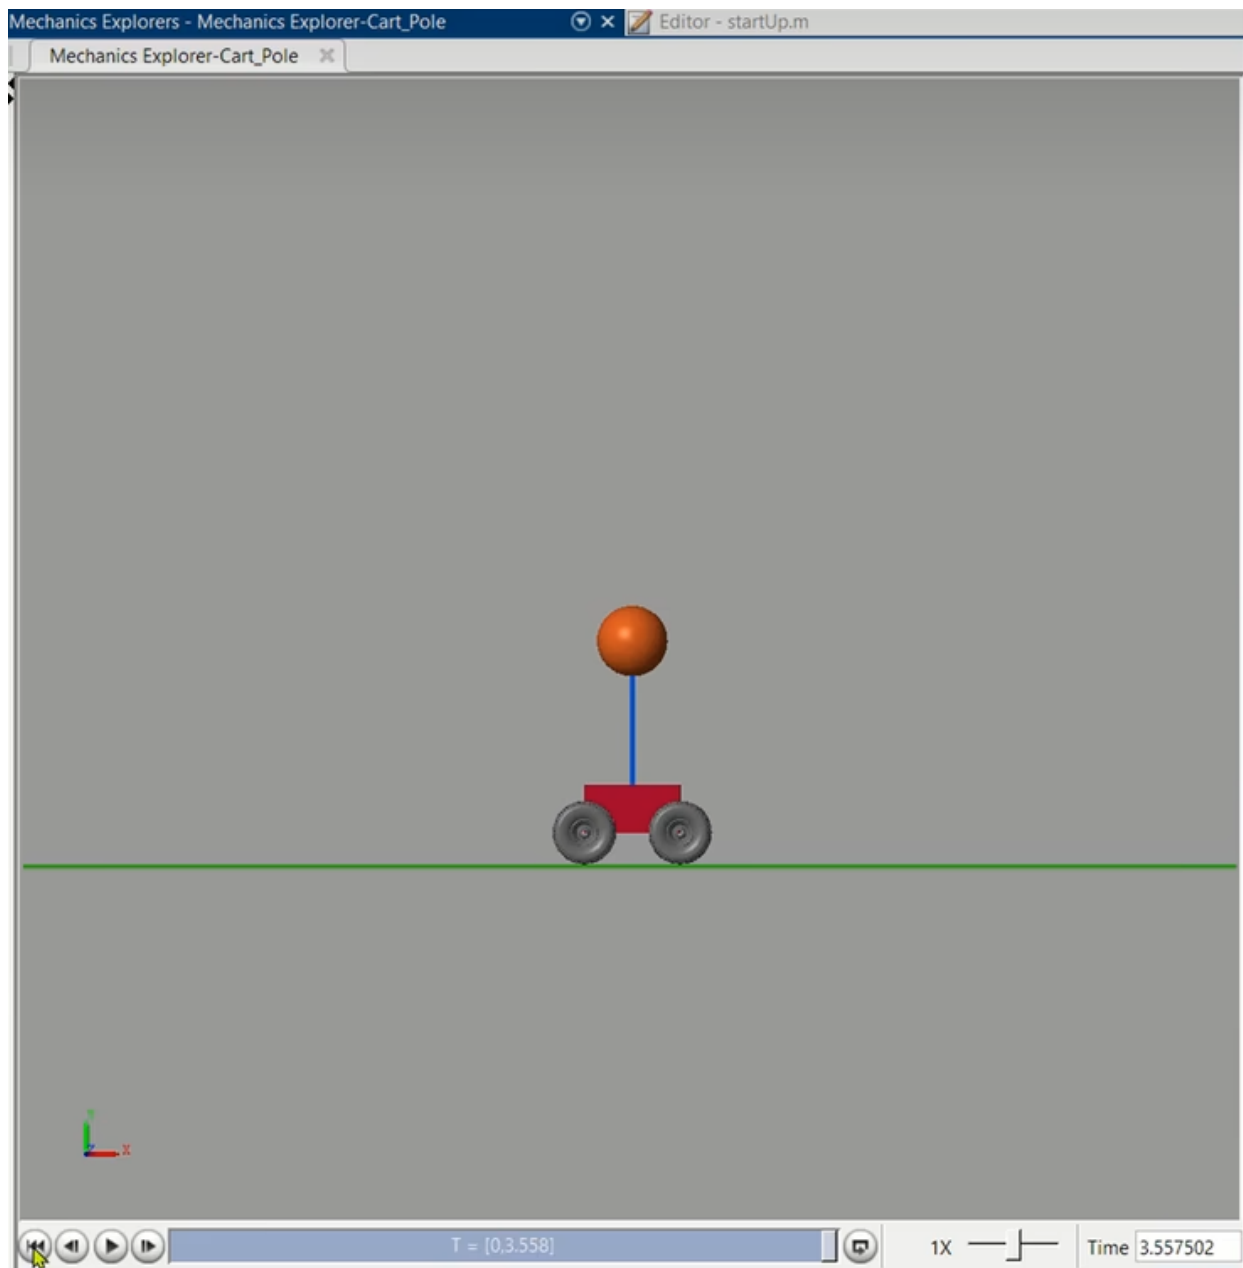 Mechanics Explorers - Mechanics Explorer-Cart_Pole
Editor - startUp.m
Mechanics Explorer-Cart_Pole
Y
Z
X
T = [0,3.558]
1X
Time 3.557502